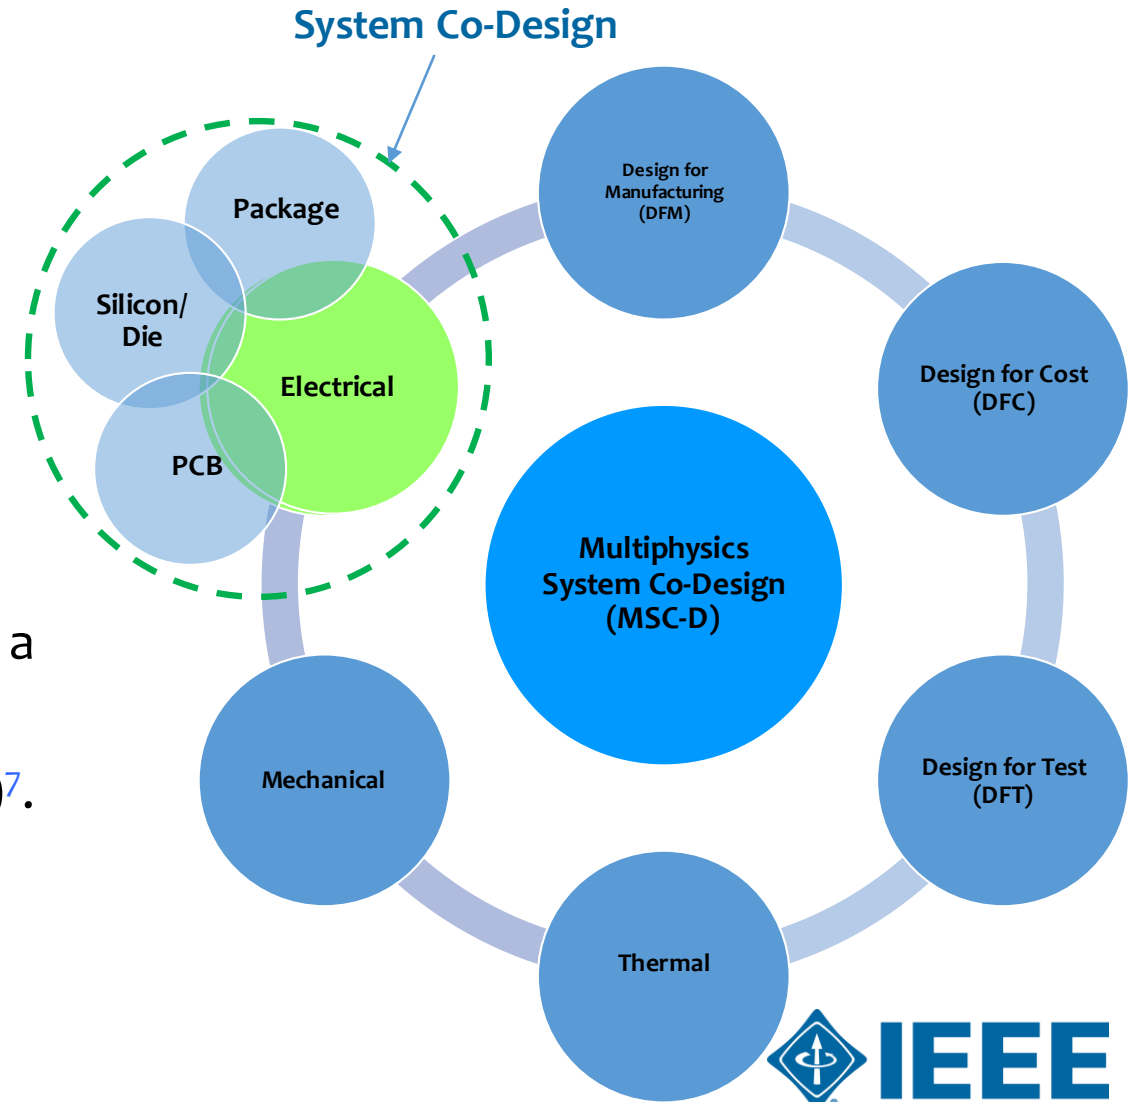 System Co-Design
Design for
Manufacturing
(DFM)
Package
Silicon/
Die
Electrical
Design for Cost
(DFC)
PCB
Multiphysics
System Co-Design
(MSC-D)
a
Mechanical
Design for Test
(DFT)
)7.
Thermal
IEEE